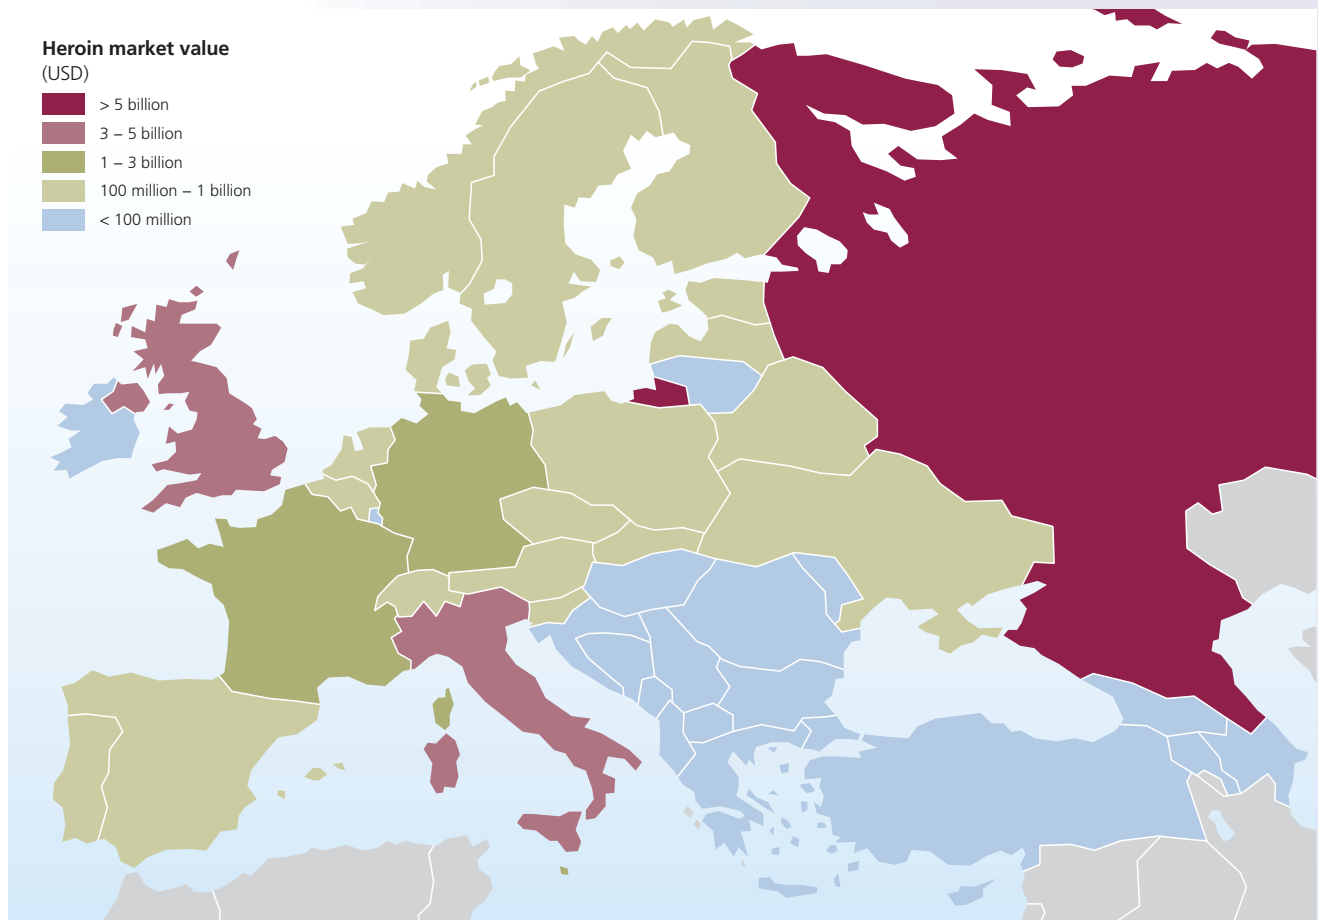 Heroin market value
(USD)
> 5 billion
3 – 5 billion
1 – 3 billion
100 million – 1 billion
< 100 million